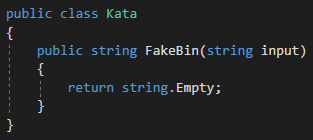 public class Kata
{
    public string FakeBin(string input)
    {
        return string.Empty;
    }
}